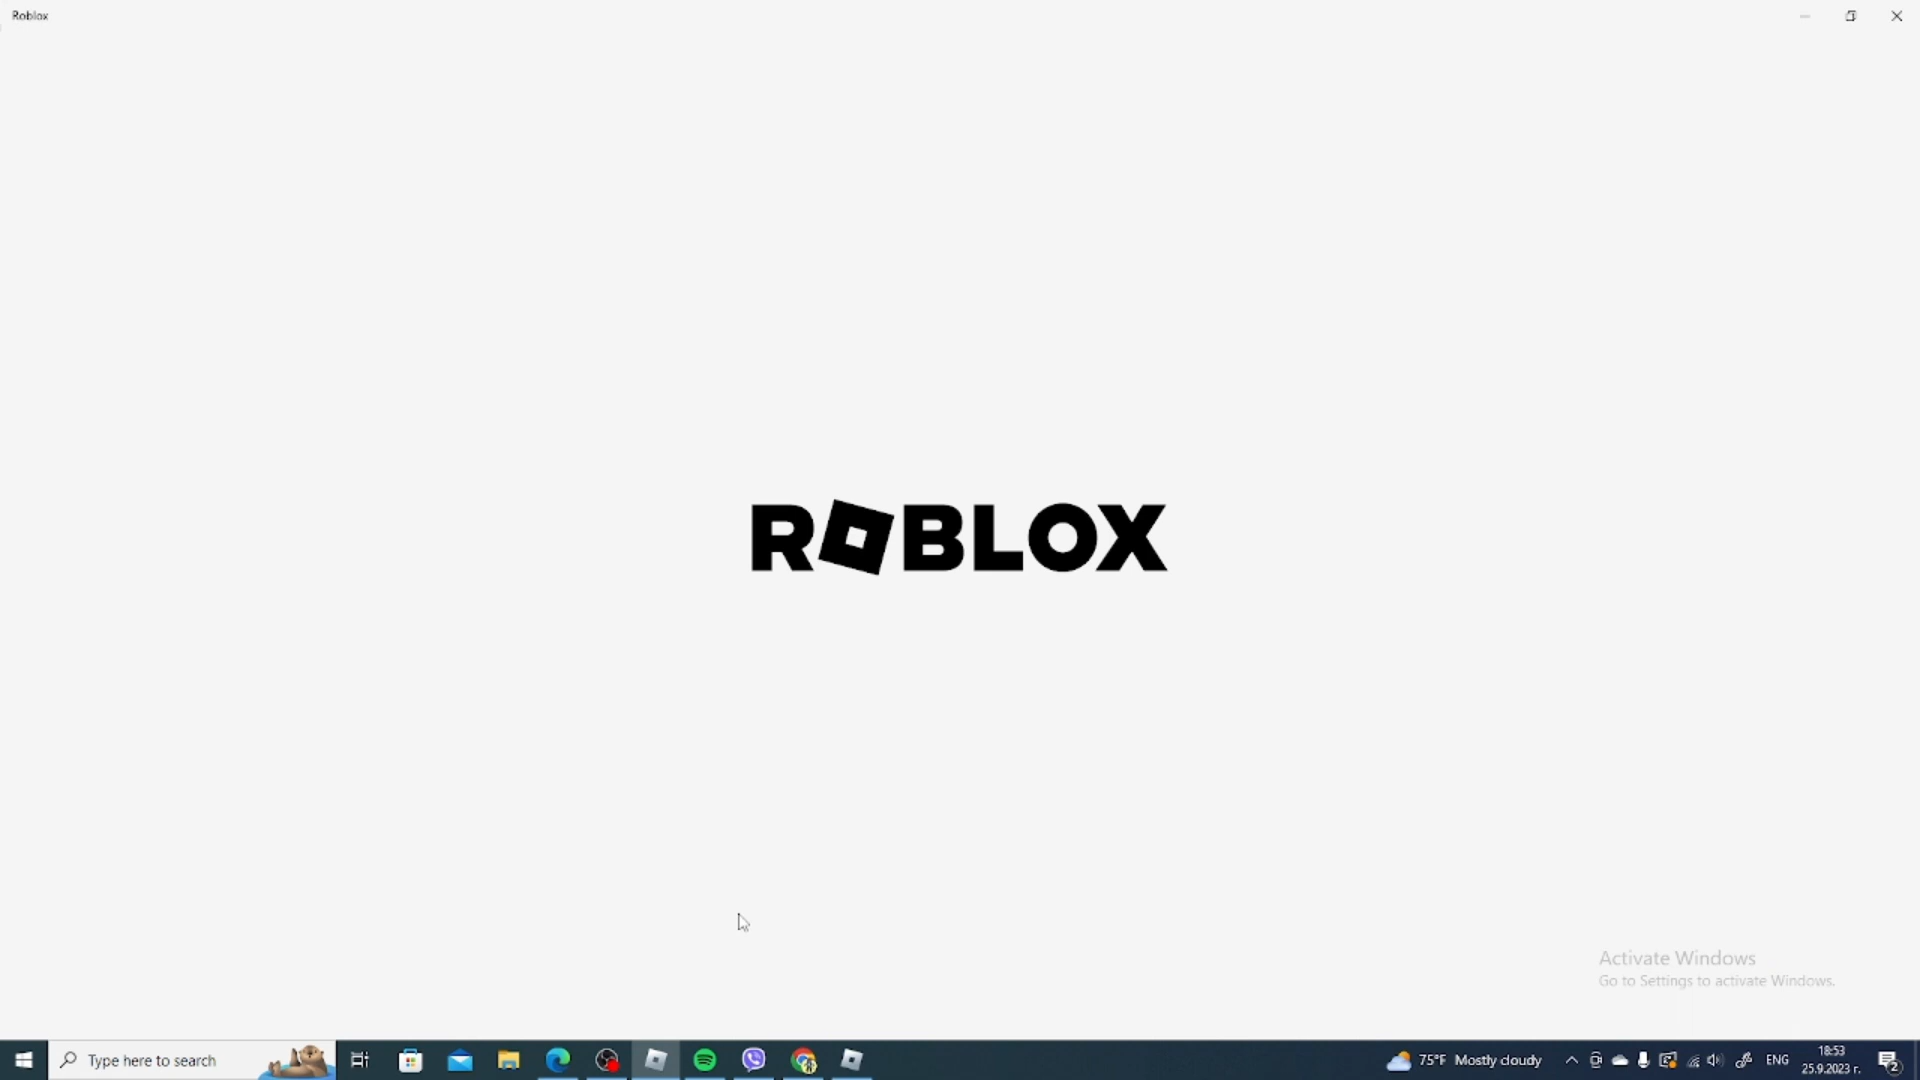 Roblox
ROBLOX
Activate Windows
Go to Settings to activate Windows.
Type here to search
75°F Mostly cloudy
ENG
18:53
25.9.2023 г.
2